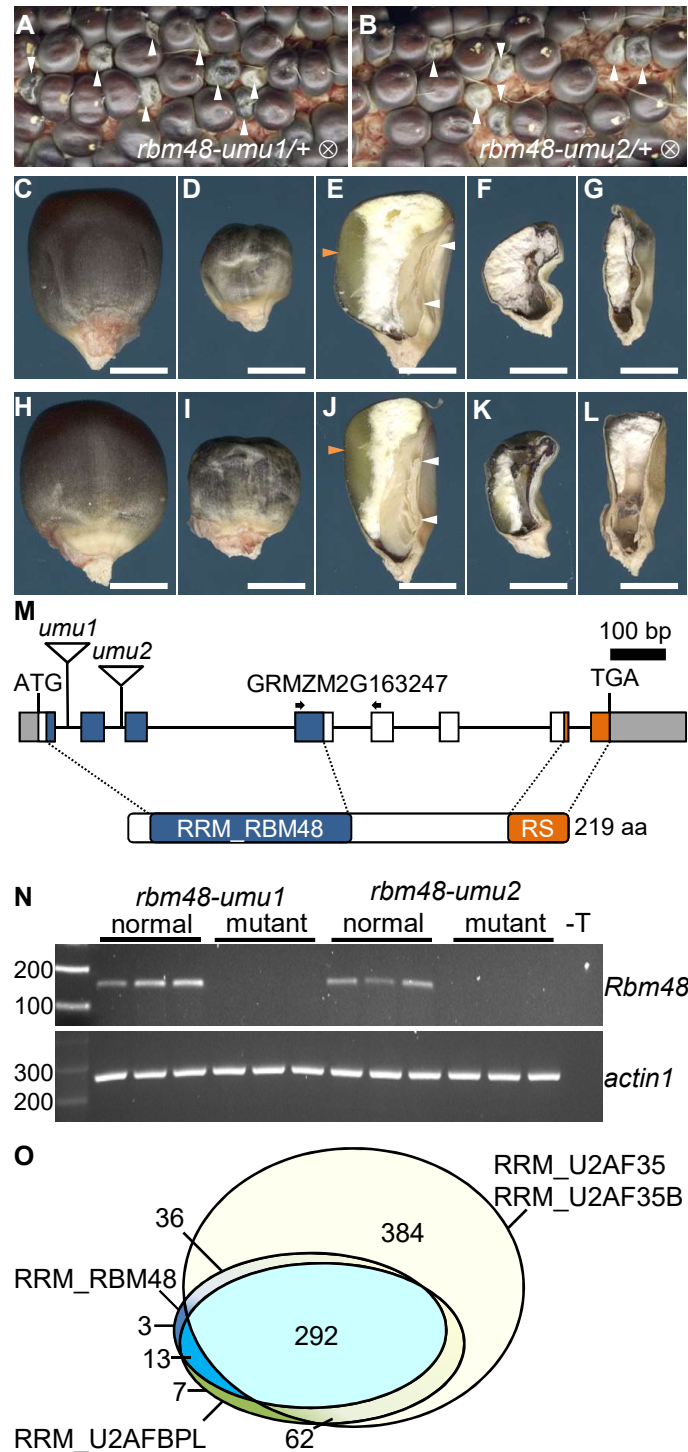 A
B
rbm48-umu1/+ ⊗
rbm48-umu2/+ ⊗
C
D
E
F
G
H
I
J
K
L
M
umu1
umu2
100 bp
ATG
GRMZM2G163247
TGA
RRM_RBM48
RS
219 aa
N
rbm48-umu1
rbm48-umu2
normal
mutant
normal
mutant
-T
200
100
Rbm48
300
200
actin1
O
RRM_U2AF35
RRM_U2AF35B
36
384
RRM_RBM48
3
292
13
7
RRM_U2AFBPL
62